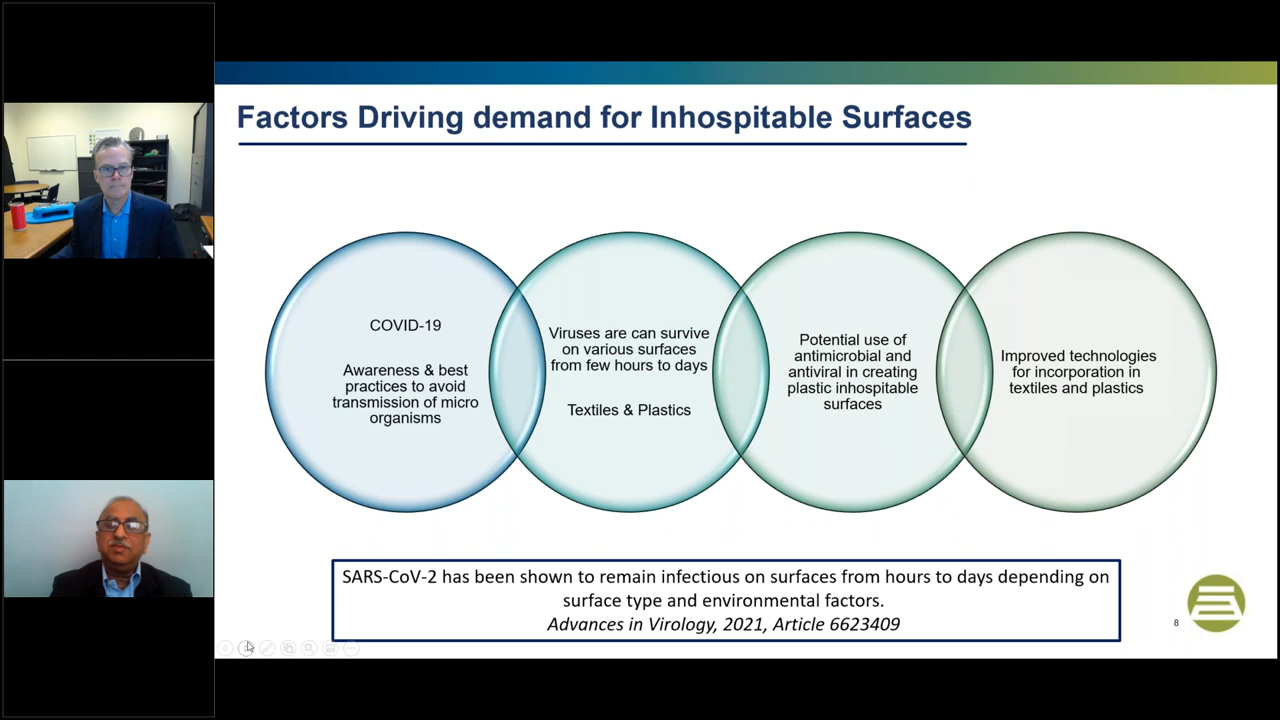 Factors Driving demand for Inhospitable Surfaces
COVID-19
Awareness & best
practices to avoid
transmission of micro
organisms
Viruses are can survive
on various surfaces
from few hours to days
Textiles & Plastics
Potential use of
antimicrobial and
antiviral in creating
plastic inhospitable
surfaces
Improved technologies
for incorporation in
textiles and plastics
SARS-CoV-2 has been shown to remain infectious on surfaces from hours to days depending on
surface type and environmental factors.
Advances in Virology, 2021, Article 6623409
8